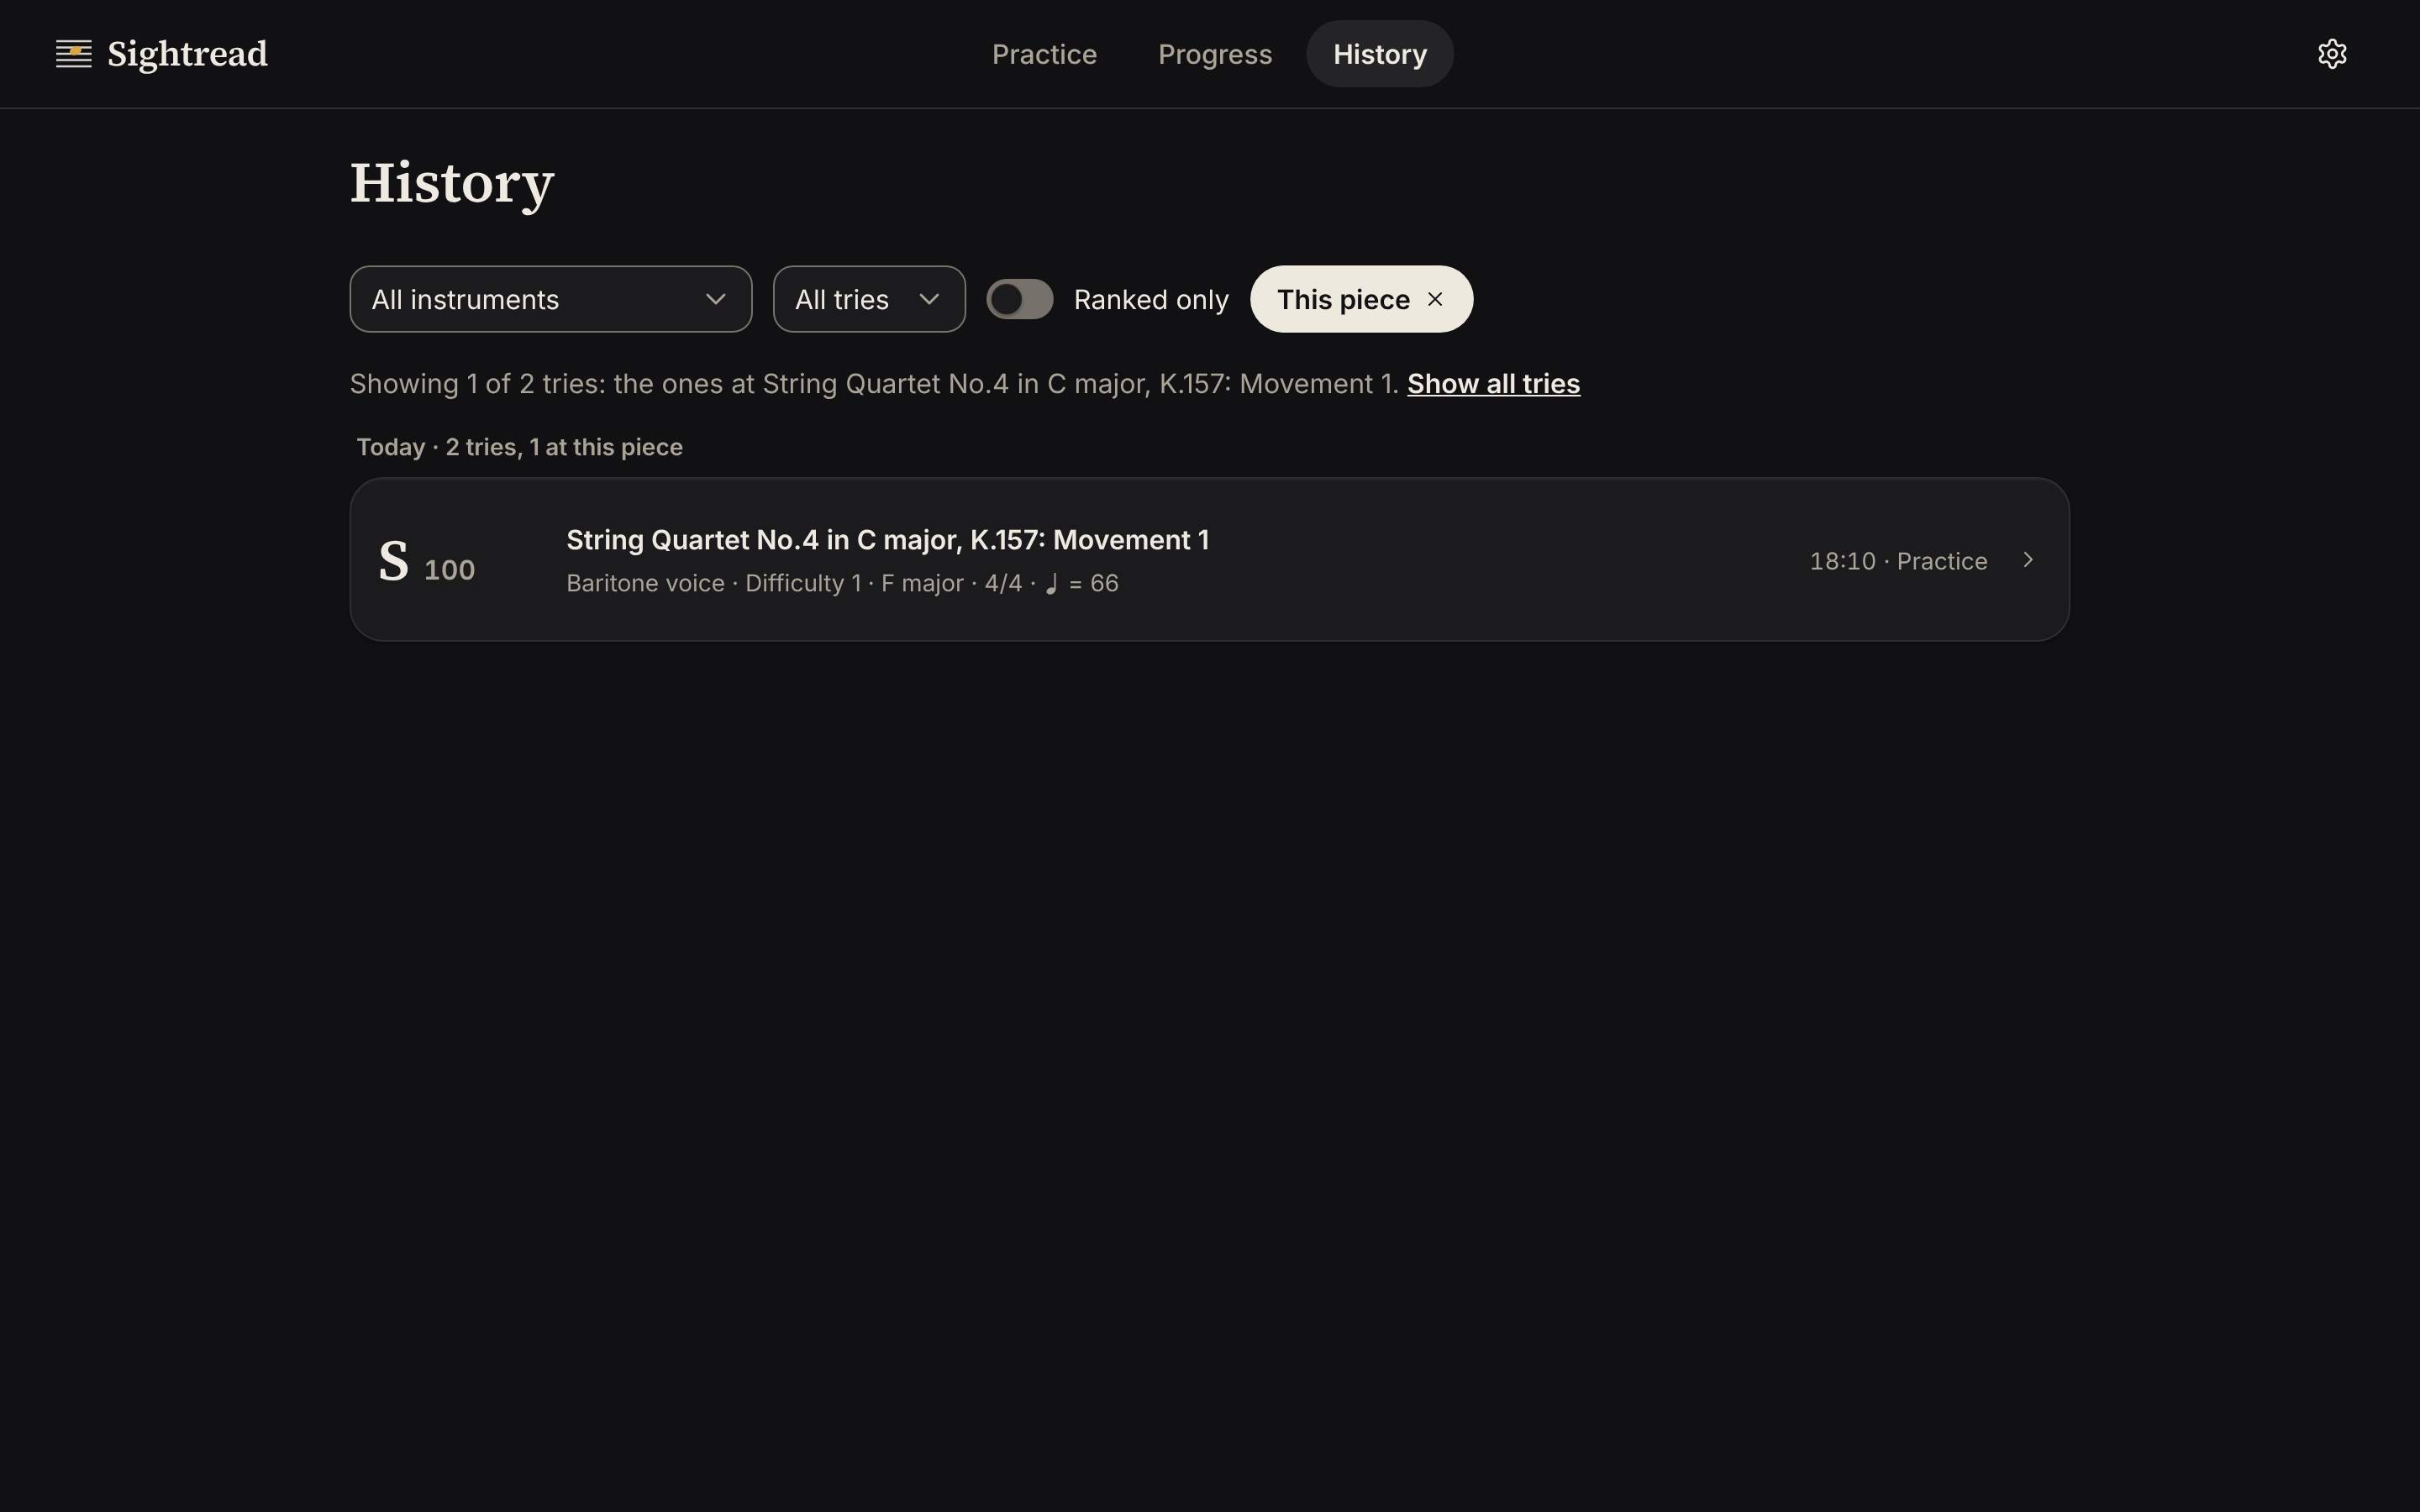 Sightread
Practice
Progress
History
History
All instruments
All tries
Ranked only
This piece ×
Showing 1 of 2 tries: the ones at String Quartet No.4 in C major, K.157: Movement 1. Show all tries
Today · 2 tries, 1 at this piece
S 100
String Quartet No.4 in C major, K.157: Movement 1
Baritone voice · Difficulty 1 · F major · 4/4 · ♩ = 66
18:10 · Practice